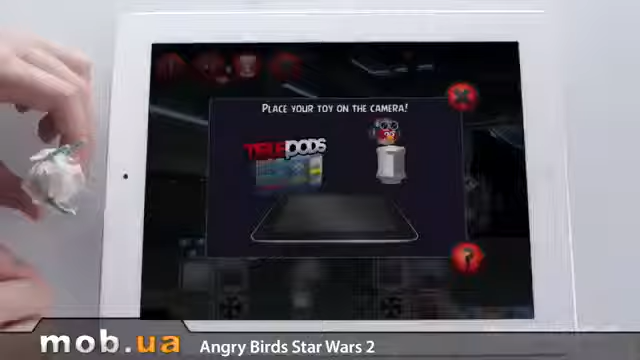 PLACE YOUR TOY ON THE CAMERA!
TELEPODS
?
mob.ua
Angry Birds Star Wars 2